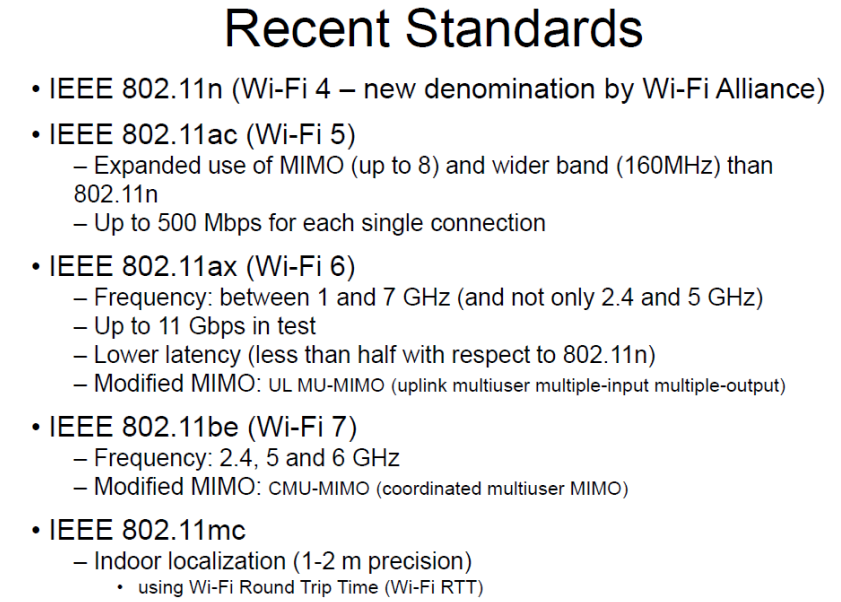 Recent Standards
• IEEE 802.11n (Wi-Fi 4 – new denomination by Wi-Fi Alliance)
• IEEE 802.11ac (Wi-Fi 5)
– Expanded use of MIMO (up to 8) and wider band (160MHz) than
802.11n
– Up to 500 Mbps for each single connection
• IEEE 802.11ax (Wi-Fi 6)
– Frequency: between 1 and 7 GHz (and not only 2.4 and 5 GHz)
– Up to 11 Gbps in test
– Lower latency (less than half with respect to 802.11n)
– Modified MIMO: UL MU-MIMO (uplink multiuser multiple-input multiple-output)
• IEEE 802.11be (Wi-Fi 7)
– Frequency: 2.4, 5 and 6 GHz
– Modified MIMO: CMU-MIMO (coordinated multiuser MIMO)
• IEEE 802.11mc
– Indoor localization (1-2 m precision)
• using Wi-Fi Round Trip Time (Wi-Fi RTT)